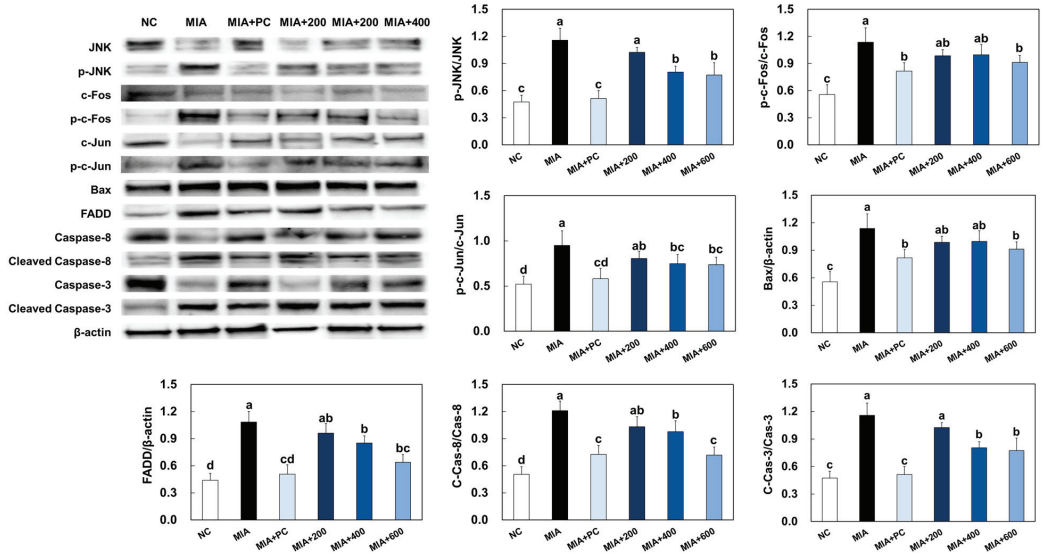 NC MIA MIA+PC MIA+200 MIA+200 MIA+400
JNK
p-JNK
c-Fos
p-c-Fos
c-Jun
p-c-Jun
Bax
FADD
Caspase-8
Cleaved Caspase-8
Caspase-3
Cleaved Caspase-3
β-actin
p-JNK/JNK
1.5
1.2
0.9
0.6
0.3
0.0
c a c a b b
NC MIA MIA+PC MIA+200 MIA+400 MIA+600
p-c-Fos/c-Fos
1.5
1.2
0.9
0.6
0.3
0.0
c a b ab ab b
NC MIA MIA+PC MIA+200 MIA+400 MIA+600
p-c-Jun/c-Jun
1.5
1.0
0.5
0.0
d a cd ab bc bc
NC MIA MIA+PC MIA+200 MIA+400 MIA+600
Bax/β-actin
1.5
1.2
0.9
0.6
0.3
0.0
c a b ab ab b
NC MIA MIA+PC MIA+200 MIA+400 MIA+600
FADD/β-actin
1.5
1.2
0.9
0.6
0.3
0.0
d a cd ab b bc
NC MIA MIA+PC MIA+200 MIA+400 MIA+600
C-Cas-8/Cas-8
1.5
1.2
0.9
0.6
0.3
0.0
d a c ab b c
NC MIA MIA+PC MIA+200 MIA+400 MIA+600
C-Cas-3/Cas-3
1.5
1.2
0.9
0.6
0.3
0.0
c a c a b b
NC MIA MIA+PC MIA+200 MIA+400 MIA+600